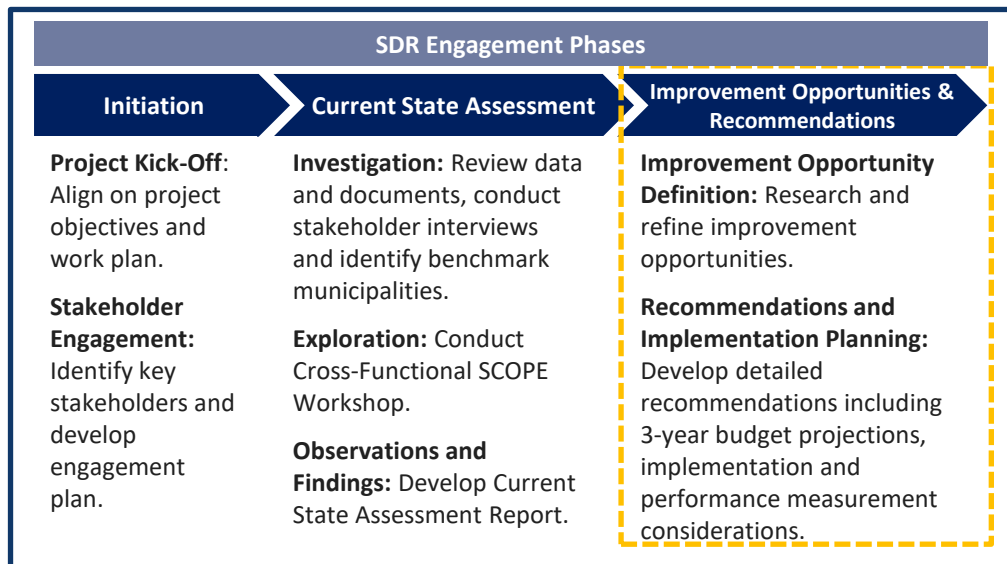 SDR Engagement Phases
Initiation
Current State Assessment
Improvement Opportunities &
Recommendations
Project Kick-Off:
Align on project
objectives and
work plan.
Stakeholder
Engagement:
Identify key
stakeholders and
develop
engagement
plan.
Investigation: Review data
and documents, conduct
stakeholder interviews
and identify benchmark
municipalities.
Exploration: Conduct
Cross-Functional SCOPE
Workshop.
Observations and
Findings: Develop Current
State Assessment Report.
Improvement Opportunity
Definition: Research and
refine improvement
opportunities.
Recommendations and
Implementation Planning:
Develop detailed
recommendations including
3-year budget projections,
implementation and
performance measurement
considerations.